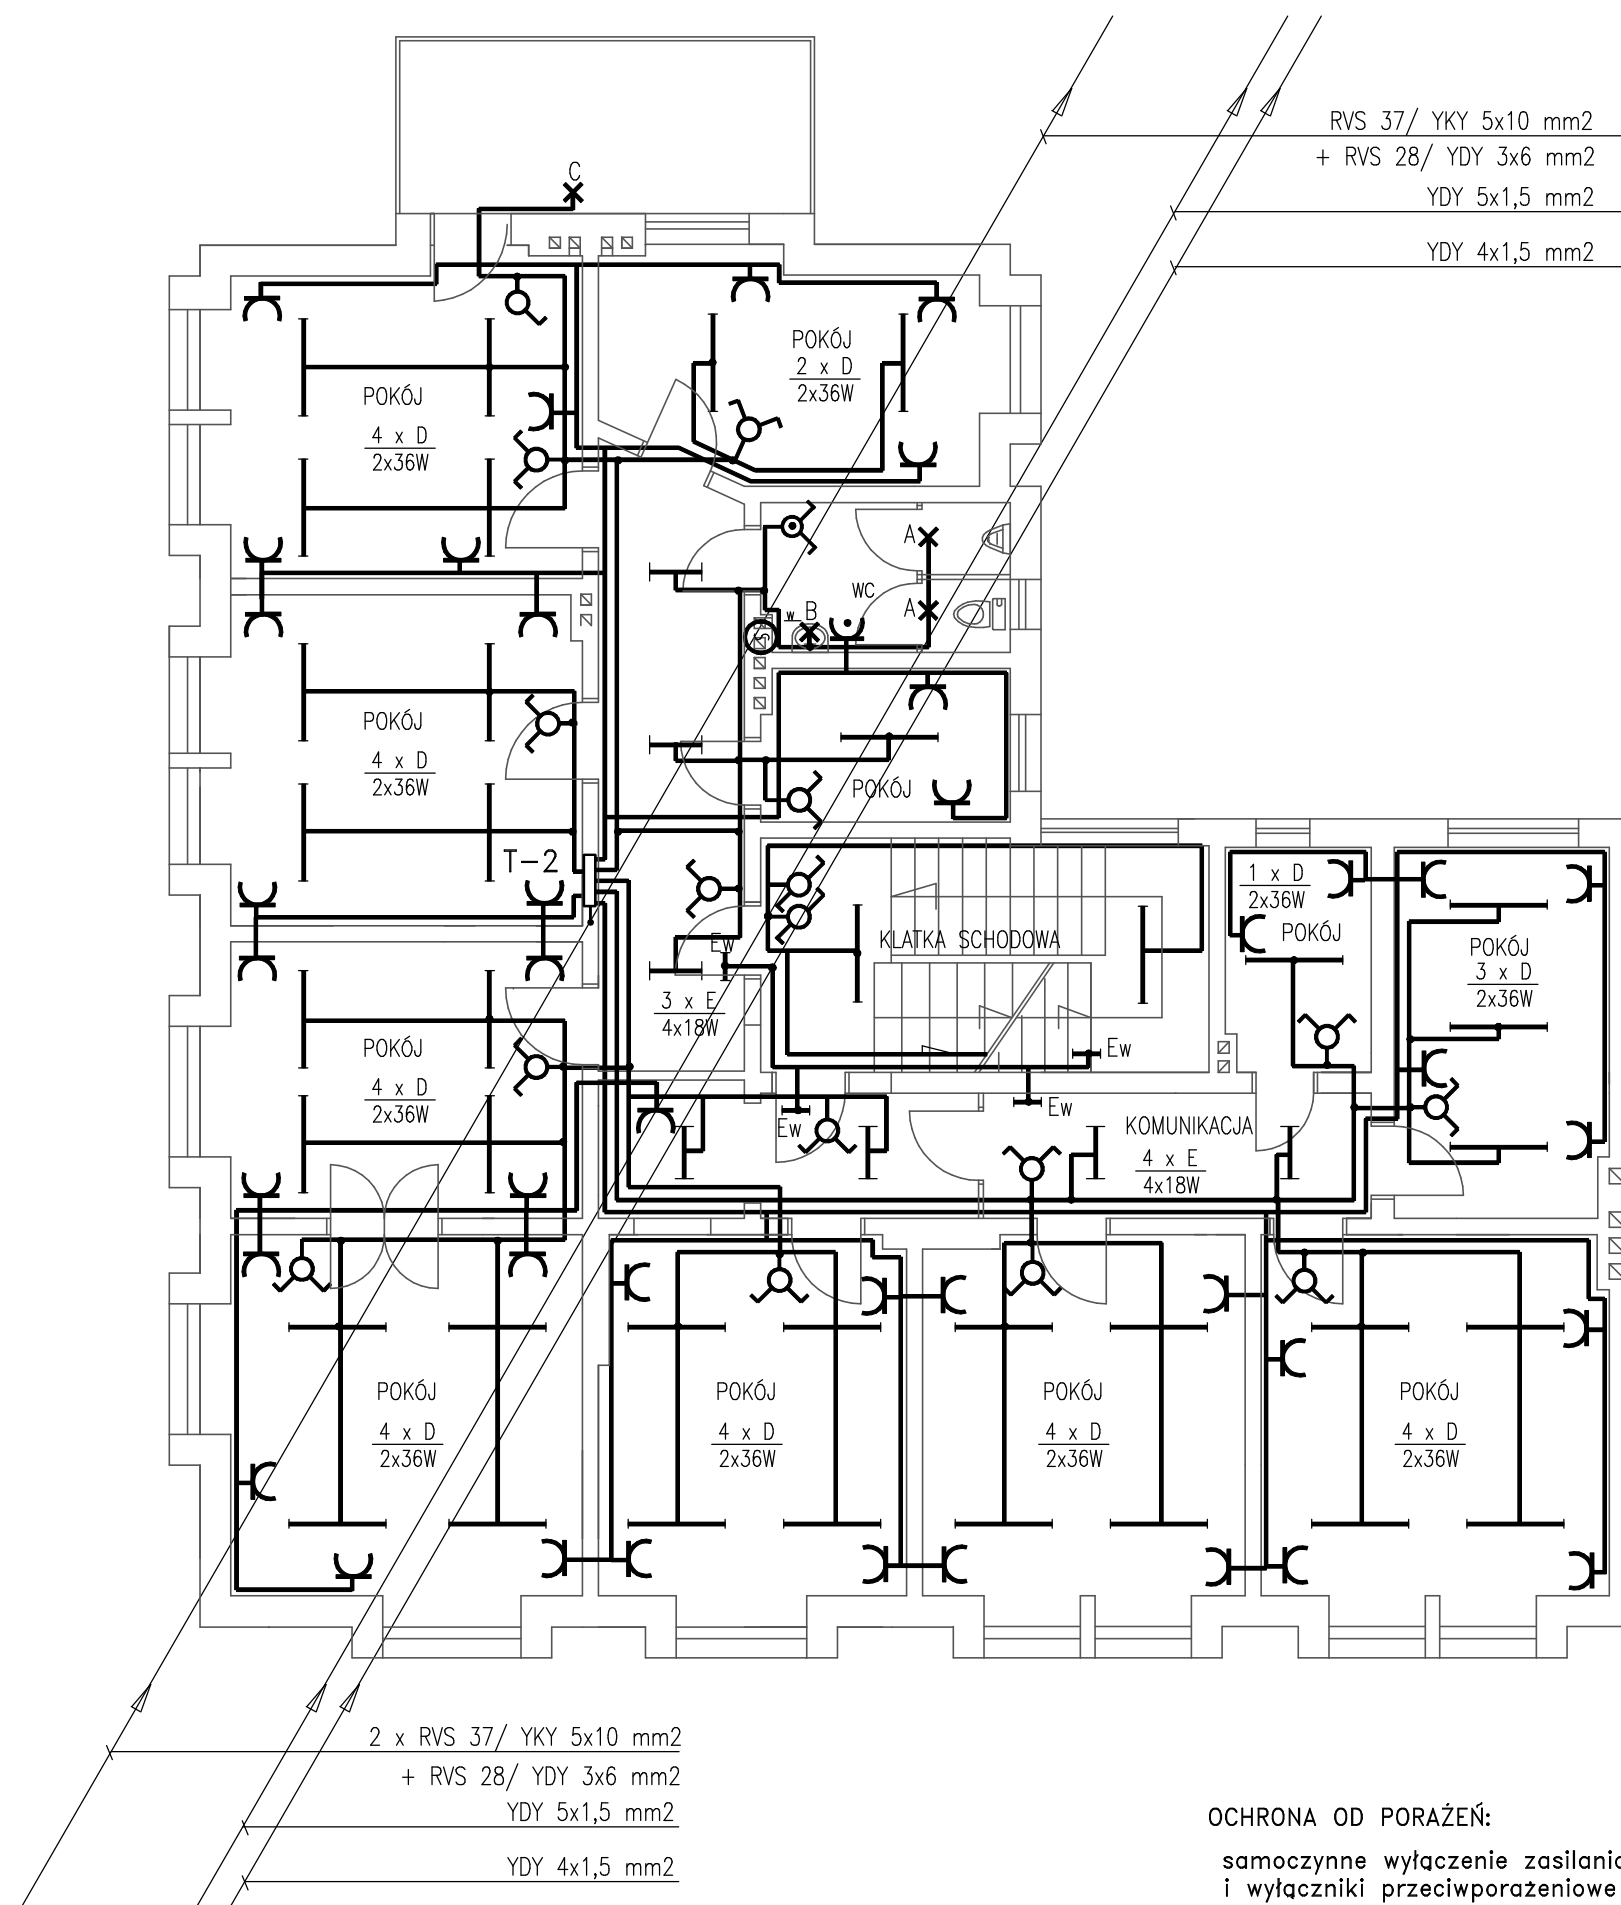 RVS 37/ YKY 5x10 mm2
+ RVS 28/ YDY 3x6 mm2
YDY 5x1,5 mm2
YDY 4x1,5 mm2
C
POKÓJ
2 x D
2x36W
POKÓJ
4 x D
2x36W
A
WC
A
w
B
S
POKÓJ
4 x D
2x36W
POKÓJ
T-2
1 x D
2x36W
POKÓJ
KLATKA SCHODOWA
Ew
POKÓJ
3 x D
2x36W
3 x E
4x18W
POKÓJ
4 x D
2x36W
Ew
Ew
Ew
KOMUNIKACJA
4 x E
4x18W
POKÓJ
4 x D
2x36W
POKÓJ
4 x D
2x36W
POKÓJ
4 x D
2x36W
POKÓJ
4 x D
2x36W
2 x RVS 37/ YKY 5x10 mm2
+ RVS 28/ YDY 3x6 mm2
YDY 5x1,5 mm2
YDY 4x1,5 mm2
OCHRONA OD PORAŻEŃ:
samoczynne wyłączenie zasilania
i wyłączniki przeciwporażeniowe